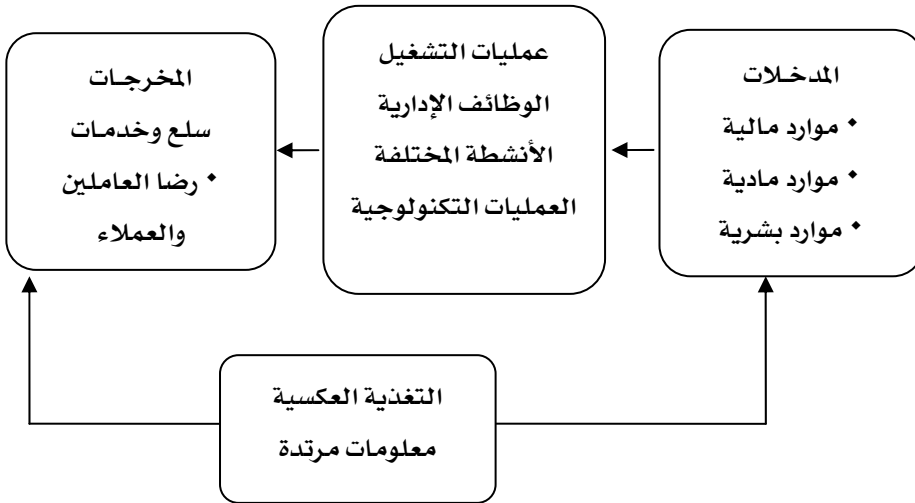 المدخلات
• موارد مالية
• موارد مادية
• موارد بشرية
عمليات التشغيل
الوظائف الإدارية
الأنشطة المختلفة
العمليات التكنولوجية
المخرجات
سلع وخدمات
• رضا العاملين
والعملاء
التغذية العكسية
معلومات مرتدة